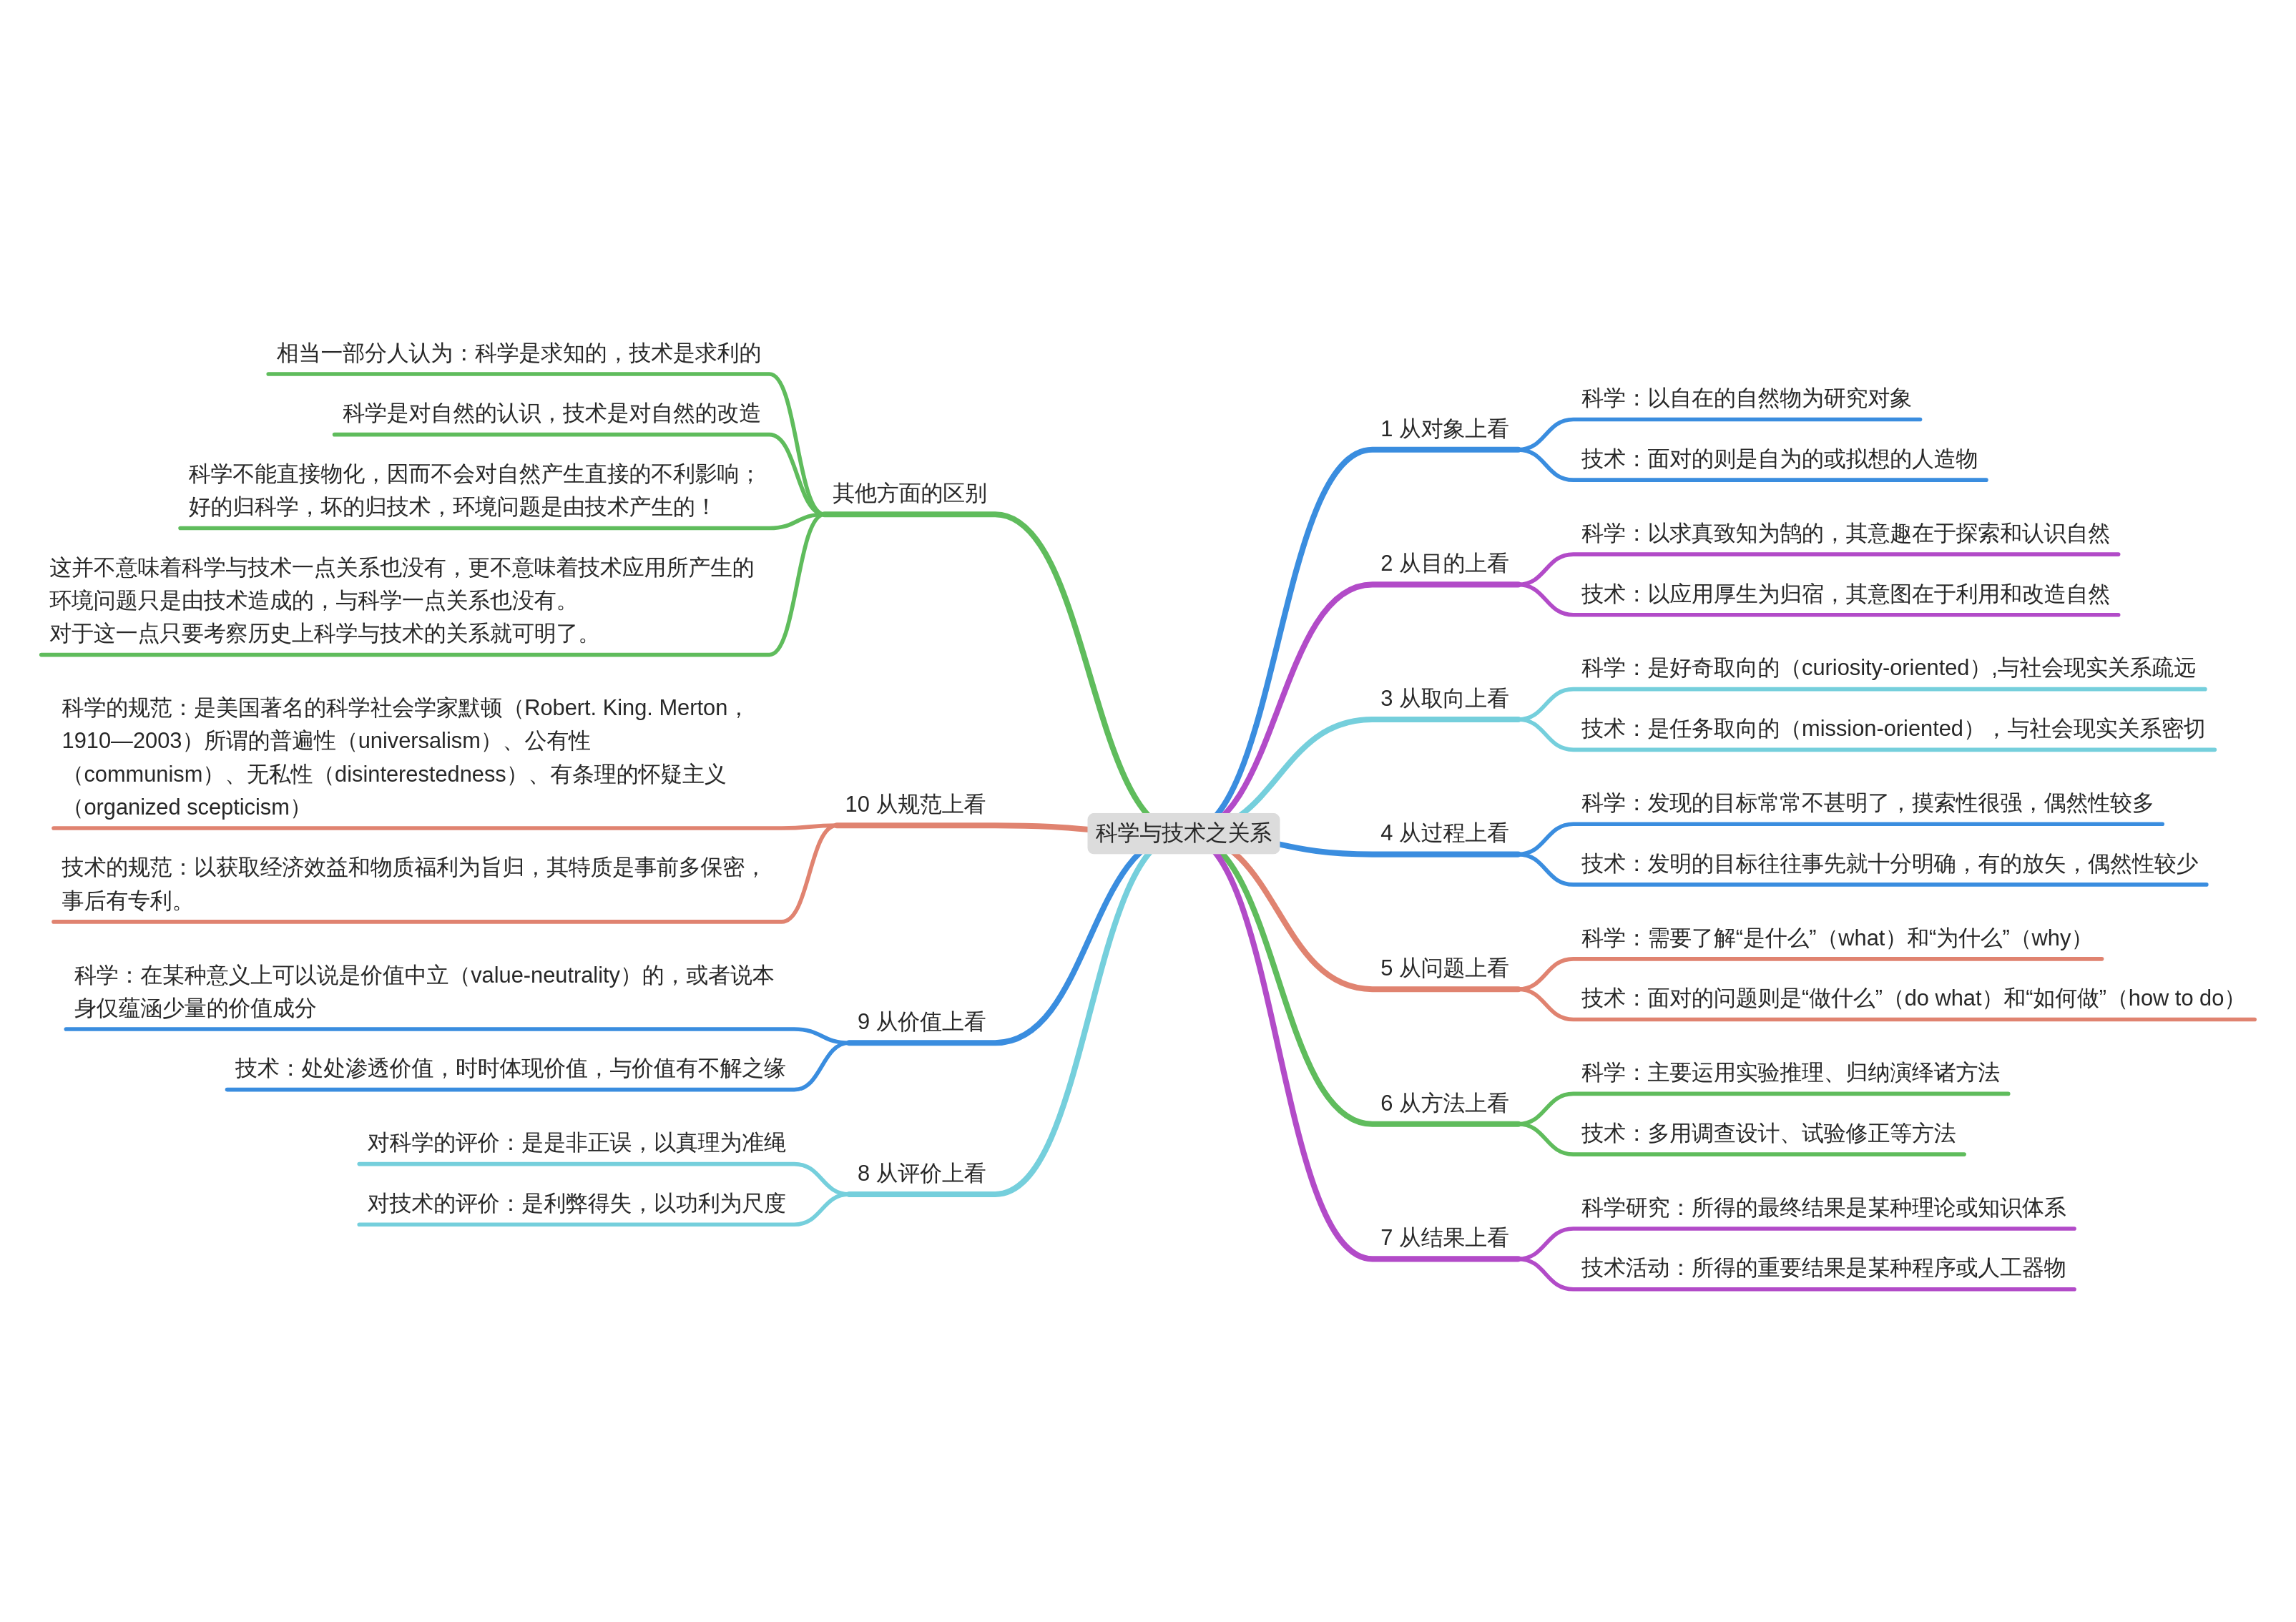 科学与技术之关系
1 从对象上看
科学：以自在的自然物为研究对象
技术：面对的则是自为的或拟想的人造物
2 从目的上看
科学：以求真致知为鹄的，其意趣在于探索和认识自然
技术：以应用厚生为归宿，其意图在于利用和改造自然
3 从取向上看
科学：是好奇取向的（curiosity-oriented）,与社会现实关系疏远
技术：是任务取向的（mission-oriented），与社会现实关系密切
4 从过程上看
科学：发现的目标常常不甚明了，摸索性很强，偶然性较多
技术：发明的目标往往事先就十分明确，有的放矢，偶然性较少
5 从问题上看
科学：需要了解“是什么”（what）和“为什么”（why）
技术：面对的问题则是“做什么”（do what）和“如何做”（how to do）
6 从方法上看
科学：主要运用实验推理、归纳演绎诸方法
技术：多用调查设计、试验修正等方法
7 从结果上看
科学研究：所得的最终结果是某种理论或知识体系
技术活动：所得的重要结果是某种程序或人工器物
8 从评价上看
对科学的评价：是是非正误，以真理为准绳
对技术的评价：是利弊得失，以功利为尺度
9 从价值上看
科学：在某种意义上可以说是价值中立（value-neutrality）的，或者说本
身仅蕴涵少量的价值成分
技术：处处渗透价值，时时体现价值，与价值有不解之缘
10 从规范上看
科学的规范：是美国著名的科学社会学家默顿（Robert. King. Merton，
1910—2003）所谓的普遍性（universalism）、公有性
（communism）、无私性（disinterestedness）、有条理的怀疑主义
（organized scepticism）
技术的规范：以获取经济效益和物质福利为旨归，其特质是事前多保密，
事后有专利。
其他方面的区别
相当一部分人认为：科学是求知的，技术是求利的
科学是对自然的认识，技术是对自然的改造
科学不能直接物化，因而不会对自然产生直接的不利影响；
好的归科学，坏的归技术，环境问题是由技术产生的！
这并不意味着科学与技术一点关系也没有，更不意味着技术应用所产生的
环境问题只是由技术造成的，与科学一点关系也没有。
对于这一点只要考察历史上科学与技术的关系就可明了。